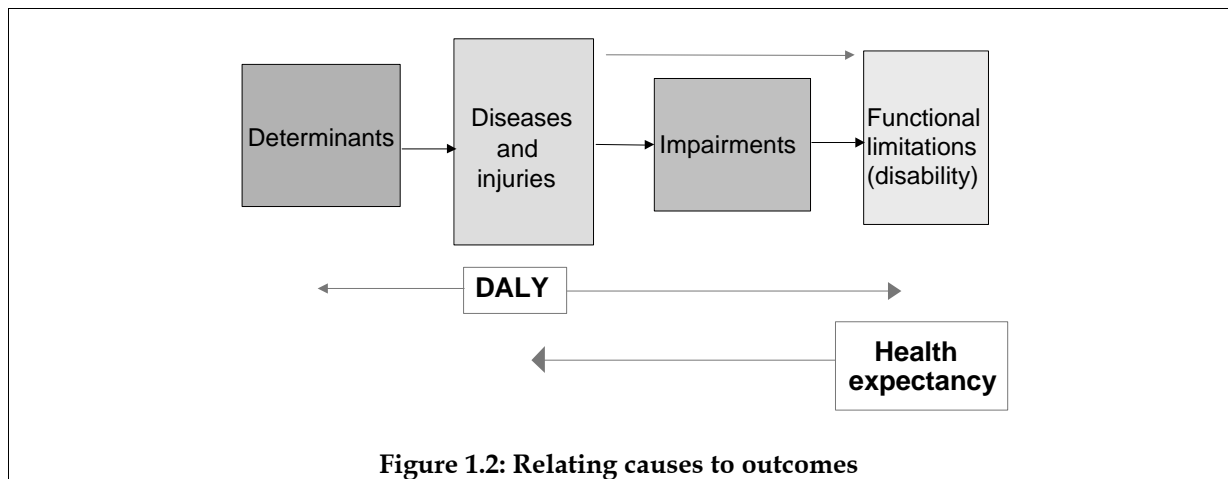 Determinants
Diseases
and
injuries
Impairments
Functional
limitations
(disability)
DALY
Health
expectancy
Figure 1.2: Relating causes to outcomes